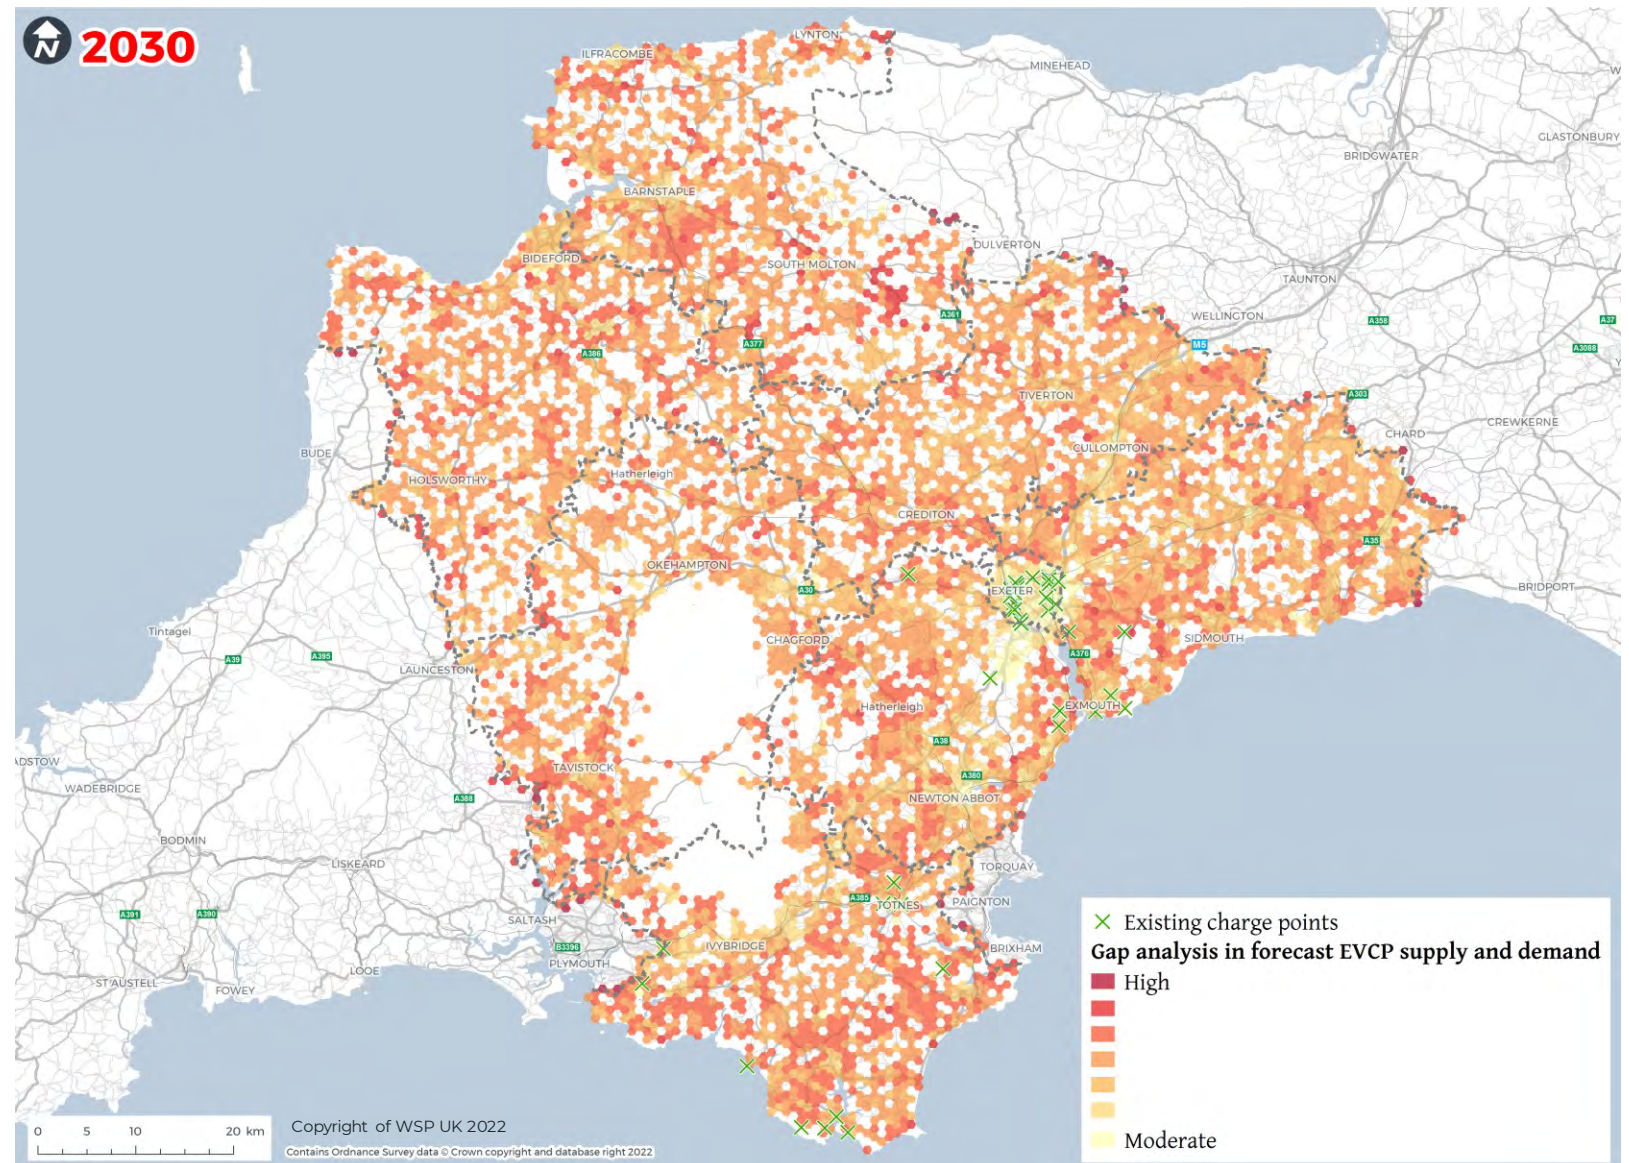 N
2030
LYNTON
ILFRACOMBE
MINEHEAD
GLASTONBURY
BRIDGWATER
BARNSTAPLE
DULVERTON
BIDEFORD
SOUTH MOLTON
TAUNTON
A361
WELLINGTON
A358
A37
A377
M5
A3088
A386
TIVERTON
A303
CREWKERNE
CHARD
BUDE
CULLOMPTON
HOLSWORTHY
Hatherleigh
CREDITON
A35
OKEHAMPTON
A30
EXETER
BRIDPORT
Tintagel
CHAGFORD
SIDMOUTH
A39
A395
A376
LAUNCESTON
Hatherleigh
EXMOUTH
A38
ADSTOW
TAVISTOCK
A380
WADEBRIDGE
A388
NEWTON ABBOT
BODMIN
LISKEARD
TORQUAY
A385
TOTNES
PAIGNTON
A391
A390
SALTASH
B3396
IVYBRIDGE
BRIXHAM
PLYMOUTH
LOOE
ST AUSTELL
FOWEY
Existing charge points
Gap analysis in forecast EVCP supply and demand
High
Moderate
0 5 10 20 km
Copyright of WSP UK 2022
Contains Ordnance Survey data © Crown copyright and database right 2022